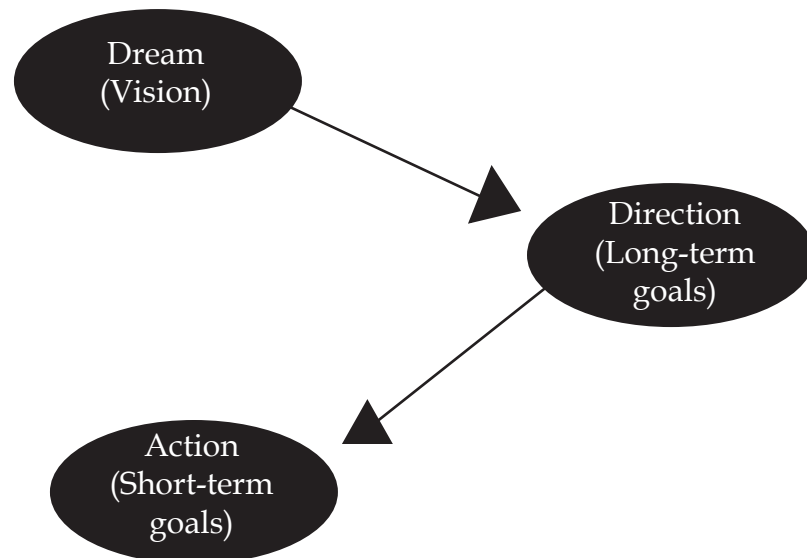 Dream
(Vision)
Direction
(Long-term
goals)
Action
(Short-term
goals)